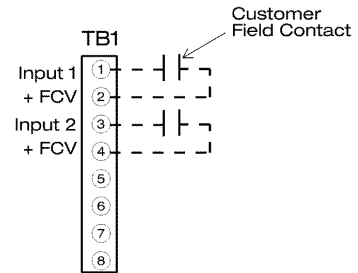 Customer
Field Contact
TB1
Input 1
1
+ FCV
2
Input 2
3
+ FCV
4
5
6
7
8